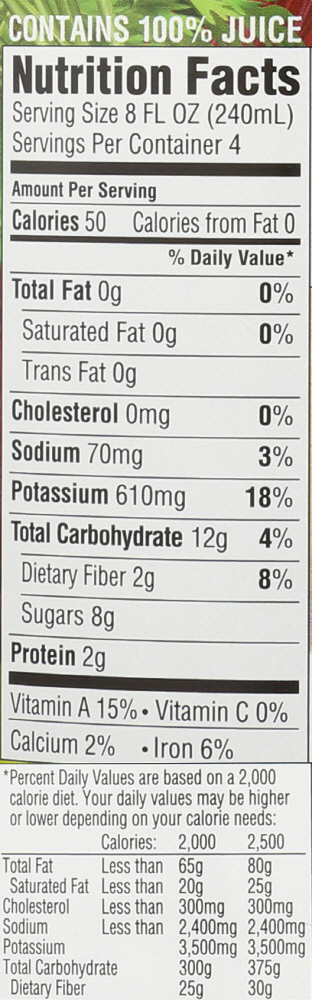 CONTAINS 100% JUICE
Nutrition Facts
Serving Size 8 FL OZ (240mL)
Servings Per Container 4
Amount Per Serving
Calories 50 Calories from Fat 0
% Daily Value*
Total Fat 0g 0%
Saturated Fat 0g 0%
Trans Fat 0g
Cholesterol 0mg 0%
Sodium 70mg 3%
Potassium 610mg 18%
Total Carbohydrate 12g 4%
Dietary Fiber 2g 8%
Sugars 8g
Protein 2g
Vitamin A 15% • Vitamin C 0%
Calcium 2% • Iron 6%
*Percent Daily Values are based on a 2,000
calorie diet. Your daily values may be higher
or lower depending on your calorie needs:
Calories: 2,000 2,500
Total Fat Less than 65g 80g
Saturated Fat Less than 20g 25g
Cholesterol Less than 300mg 300mg
Sodium Less than 2,400mg 2,400mg
Potassium 3,500mg 3,500mg
Total Carbohydrate 300g 375g
Dietary Fiber 25g 30g